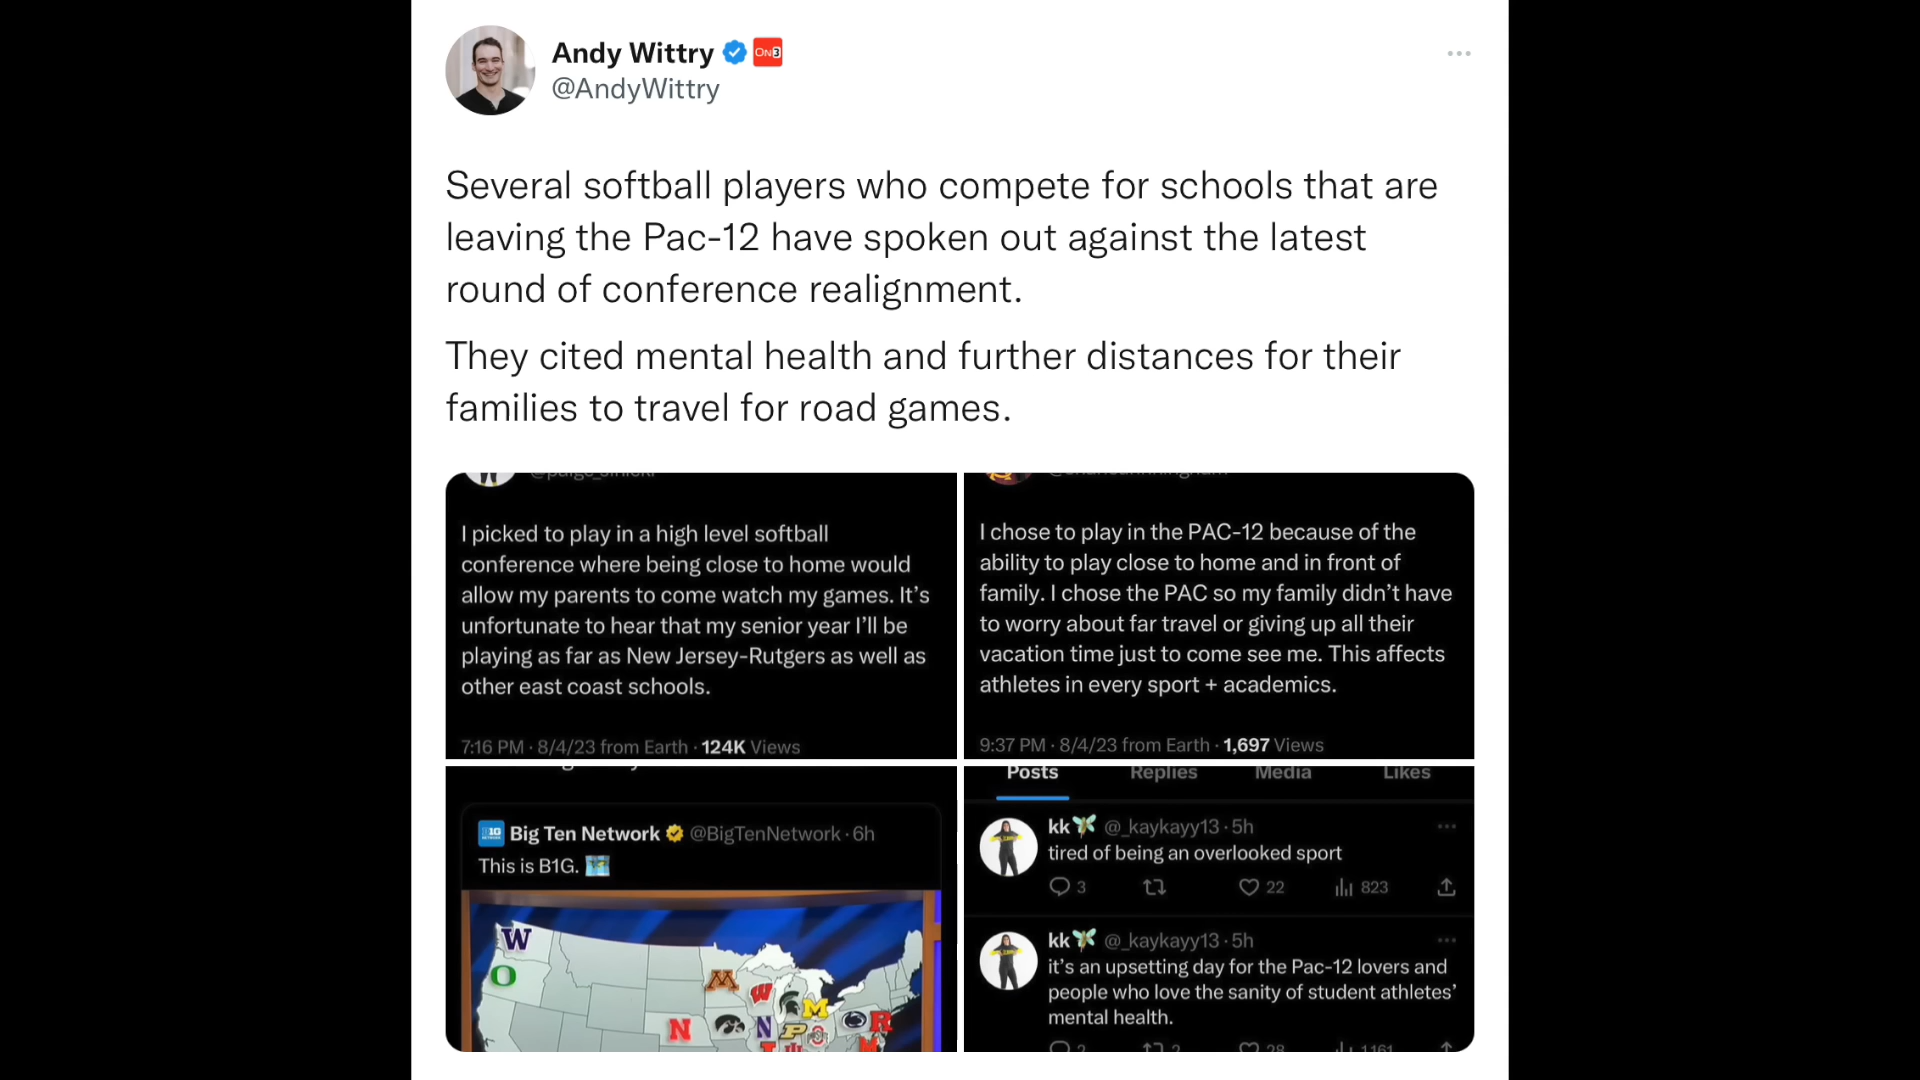 Andy Wittry ON3
@AndyWittry
Several softball players who compete for schools that are
leaving the Pac-12 have spoken out against the latest
round of conference realignment.
They cited mental health and further distances for their
families to travel for road games.
I picked to play in a high level softball
conference where being close to home would
allow my parents to come watch my games. It’s
unfortunate to hear that my senior year I’ll be
playing as far as New Jersey-Rutgers as well as
other east coast schools.
7:16 PM · 8/4/23 from Earth · 124K Views
I chose to play in the PAC-12 because of the
ability to play close to home and in front of
family. I chose the PAC so my family didn’t have
to worry about far travel or giving up all their
vacation time just to come see me. This affects
athletes in every sport + academics.
9:37 PM · 8/4/23 from Earth · 1,697 Views
B1G Big Ten Network @BigTenNetwork · 6h
This is B1G.
W
O
M
W
M
N
N
P
R
Posts Replies Media Likes
kk @_kaykayy13 · 5h
tired of being an overlooked sport
3 22 823
kk @_kaykayy13 · 5h
it’s an upsetting day for the Pac-12 lovers and
people who love the sanity of student athletes’
mental health.
2 2 28 1,161